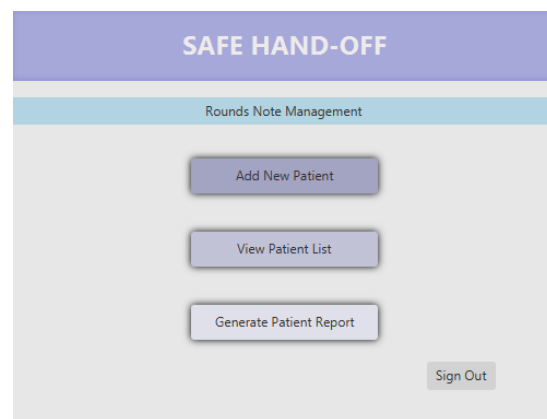 SAFE HAND-OFF
Rounds Note Management
Add New Patient
View Patient List
Generate Patient Report
Sign Out